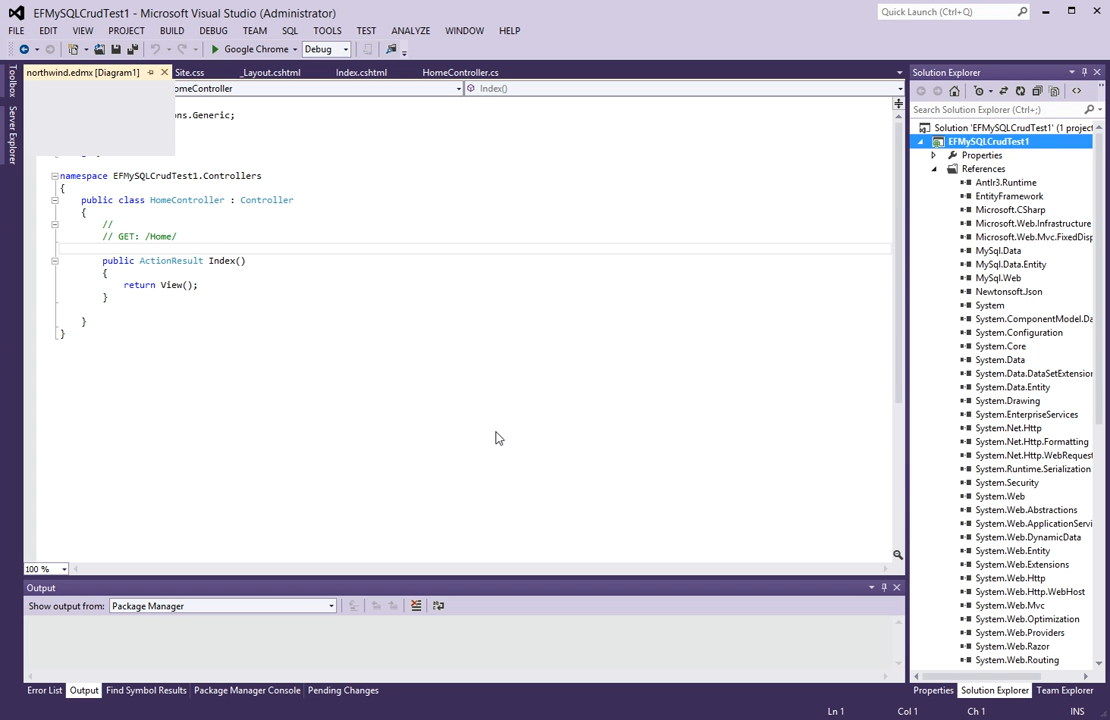 EFMySQLCrudTest1 - Microsoft Visual Studio (Administrator)
Quick Launch (Ctrl+Q)
FILE EDIT VIEW PROJECT BUILD DEBUG TEAM SQL TOOLS TEST ANALYZE WINDOW HELP
Google Chrome Debug
northwind.edmx [Diagram1] Site.css _Layout.cshtml Index.cshtml HomeController.cs
omeController Index()
Toolbox
Server Explorer
ons.Generic;
namespace EFMySQLCrudTest1.Controllers
{
public class HomeController : Controller
{
//
// GET: /Home/
public ActionResult Index()
{
return View();
}
}
}
100 %
Output
Show output from: Package Manager
Error List Output Find Symbol Results Package Manager Console Pending Changes
Solution Explorer
Search Solution Explorer (Ctrl+;)
Solution 'EFMySQLCrudTest1' (1 project
EFMySQLCrudTest1
Properties
References
Antlr3.Runtime
EntityFramework
Microsoft.CSharp
Microsoft.Web.Infrastructure
Microsoft.Web.Mvc.FixedDisp
MySql.Data
MySql.Data.Entity
MySql.Web
Newtonsoft.Json
System
System.ComponentModel.Da
System.Configuration
System.Core
System.Data
System.Data.DataSetExtension
System.Data.Entity
System.Drawing
System.EnterpriseServices
System.Net.Http
System.Net.Http.Formatting
System.Net.Http.WebRequest
System.Runtime.Serialization
System.Security
System.Web
System.Web.Abstractions
System.Web.ApplicationServi
System.Web.DynamicData
System.Web.Entity
System.Web.Extensions
System.Web.Http
System.Web.Http.WebHost
System.Web.Mvc
System.Web.Optimization
System.Web.Providers
System.Web.Razor
System.Web.Routing
Properties Solution Explorer Team Explorer
Ln 1 Col 1 Ch 1 INS